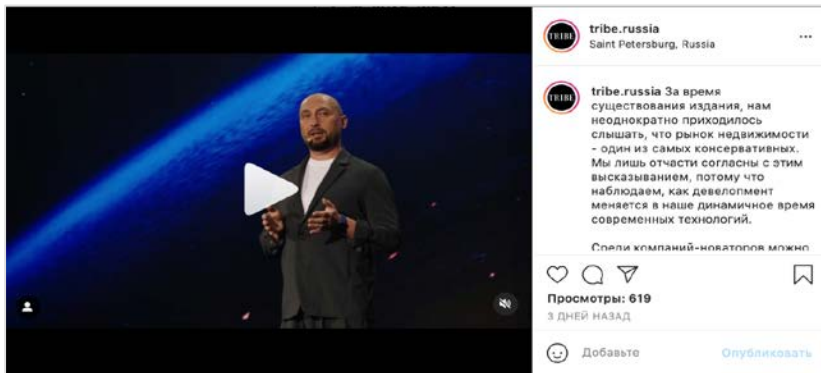 TRIBE
tribe.russia
Saint Petersburg, Russia
TRIBE
tribe.russia За время
существования издания, нам
неоднократно приходилось
слышать, что рынок недвижимости
- один из самых консервативных.
Мы лишь отчасти согласны с этим
высказыванием, потому что
наблюдаем, как девелопмент
меняется в наше динамичное время
современных технологий.
Среди компаний-новаторов можно
Просмотры: 619
3 ДНЕЙ НАЗАД
Добавьте
Опубликовать